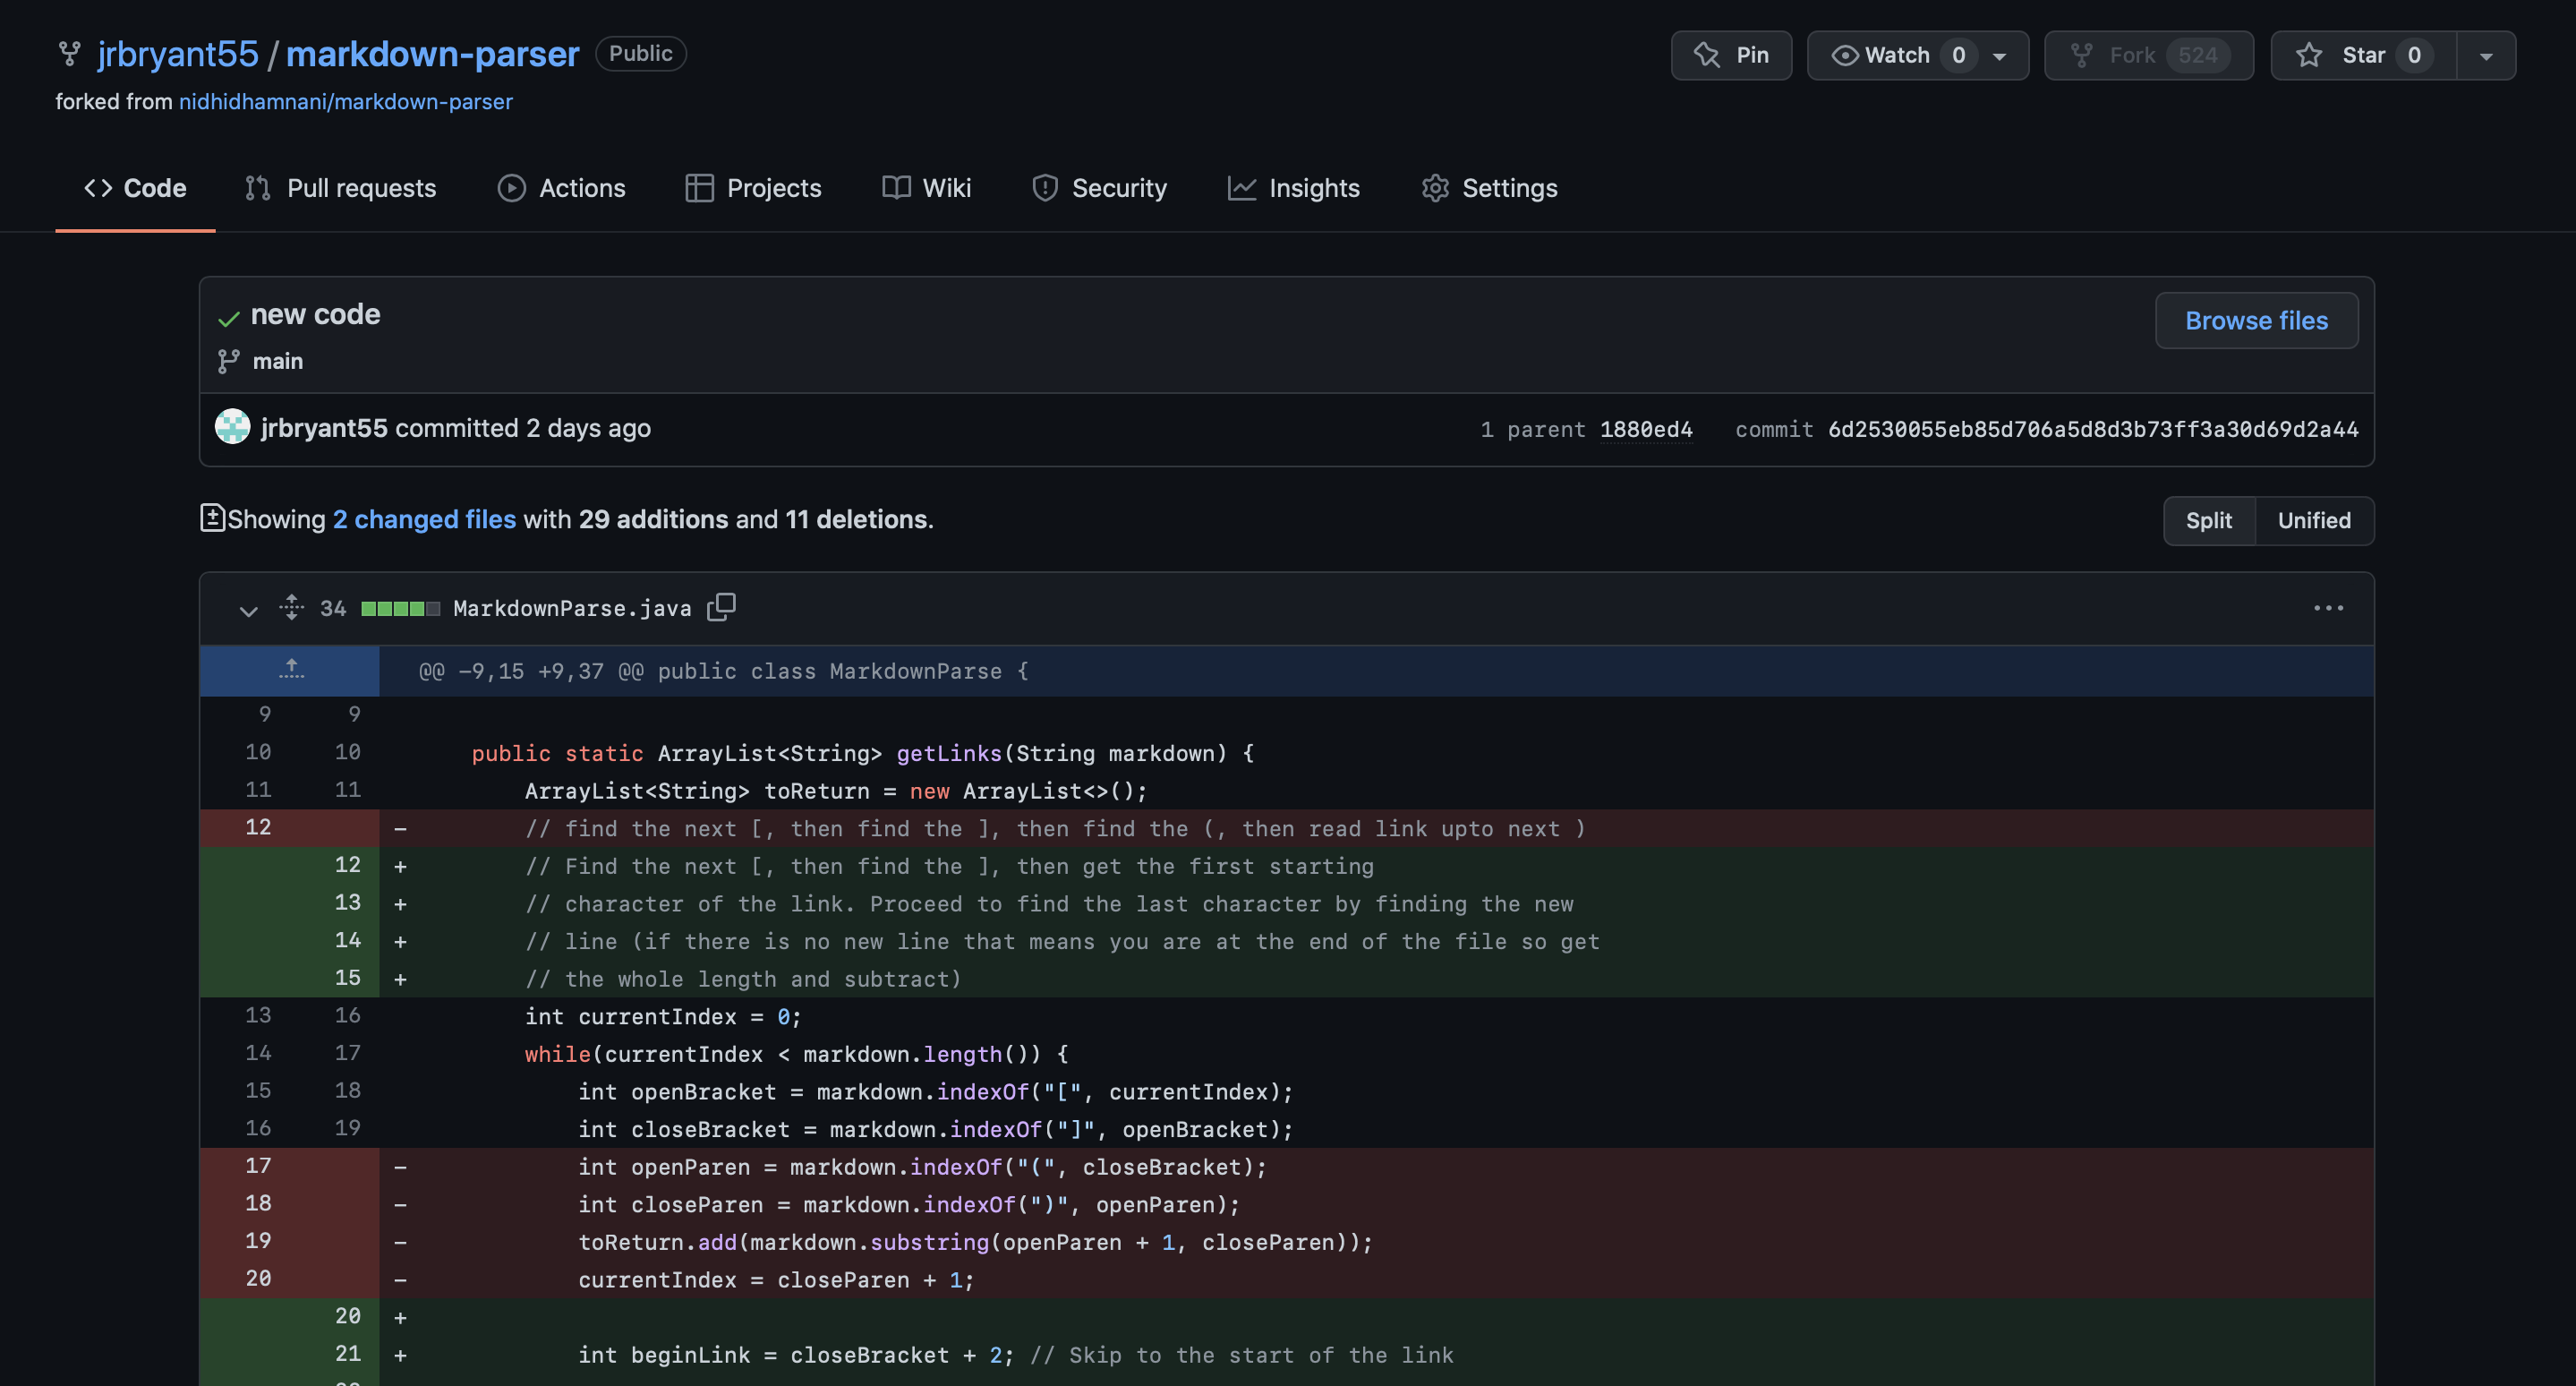 jrbryant55 / markdown-parser Public
Pin Watch 0 Fork 524 Star 0
forked from nidhidhamnani/markdown-parser
<> Code Pull requests Actions Projects Wiki Security Insights Settings
new code
Browse files
main
jrbryant55 committed 2 days ago 1 parent 1880ed4 commit 6d2530055eb85d706a5d8d3b73ff3a30d69d2a44
Showing 2 changed files with 29 additions and 11 deletions.
Split Unified
34 MarkdownParse.java
@@ -9,15 +9,37 @@ public class MarkdownParse {
9 9
10 10 public static ArrayList<String> getLinks(String markdown) {
11 11 ArrayList<String> toReturn = new ArrayList<>();
12 - // find the next [, then find the ], then find the (, then read link upto next )
12 + // Find the next [, then find the ], then get the first starting
13 + // character of the link. Proceed to find the last character by finding the new
14 + // line (if there is no new line that means you are at the end of the file so get
15 + // the whole length and subtract)
13 16 int currentIndex = 0;
14 17 while(currentIndex < markdown.length()) {
15 18 int openBracket = markdown.indexOf("[", currentIndex);
16 19 int closeBracket = markdown.indexOf("]", openBracket);
17 - int openParen = markdown.indexOf("(", closeBracket);
18 - int closeParen = markdown.indexOf(")", openParen);
19 - toReturn.add(markdown.substring(openParen + 1, closeParen));
20 - currentIndex = closeParen + 1;
20 +
21 + int beginLink = closeBracket + 2; // Skip to the start of the link